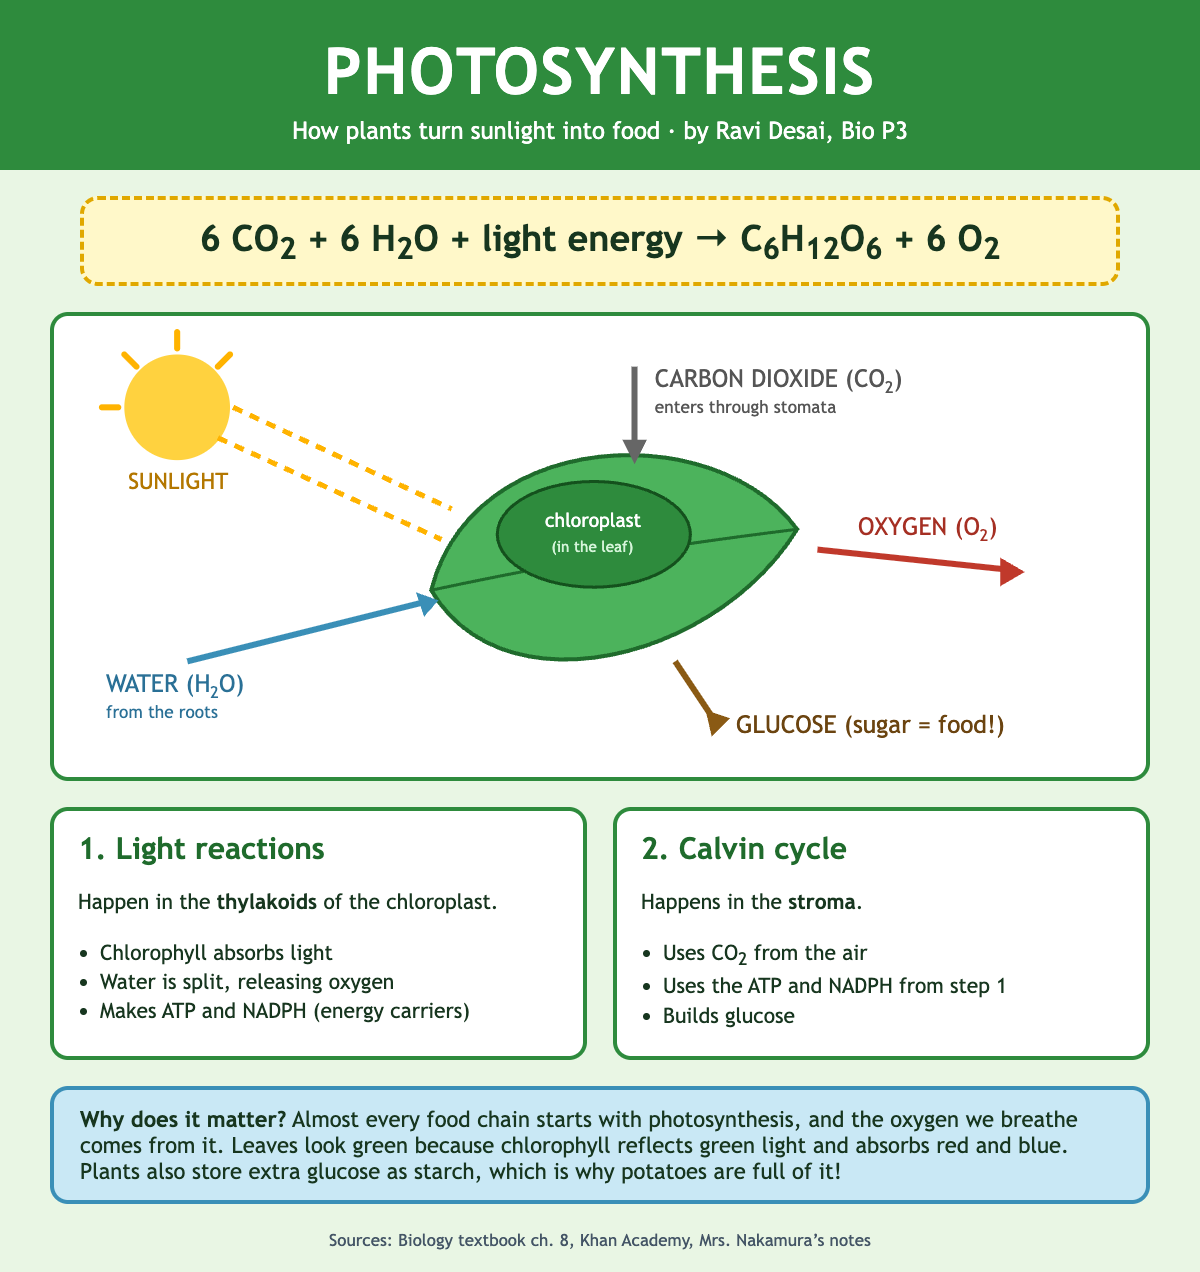 PHOTOSYNTHESIS
How plants turn sunlight into food · by Ravi Desai, Bio P3
6 CO₂ + 6 H₂O + light energy → C₆H₁₂O₆ + 6 O₂
CARBON DIOXIDE (CO₂)
enters through stomata
SUNLIGHT
chloroplast
(in the leaf)
OXYGEN (O₂)
WATER (H₂O)
from the roots
GLUCOSE (sugar = food!)
1. Light reactions
Happen in the thylakoids of the chloroplast.
• Chlorophyll absorbs light
• Water is split, releasing oxygen
• Makes ATP and NADPH (energy carriers)
2. Calvin cycle
Happens in the stroma.
• Uses CO₂ from the air
• Uses the ATP and NADPH from step 1
• Builds glucose
Why does it matter? Almost every food chain starts with photosynthesis, and the oxygen we breathe
comes from it. Leaves look green because chlorophyll reflects green light and absorbs red and blue.
Plants also store extra glucose as starch, which is why potatoes are full of it!
Sources: Biology textbook ch. 8, Khan Academy, Mrs. Nakamura’s notes